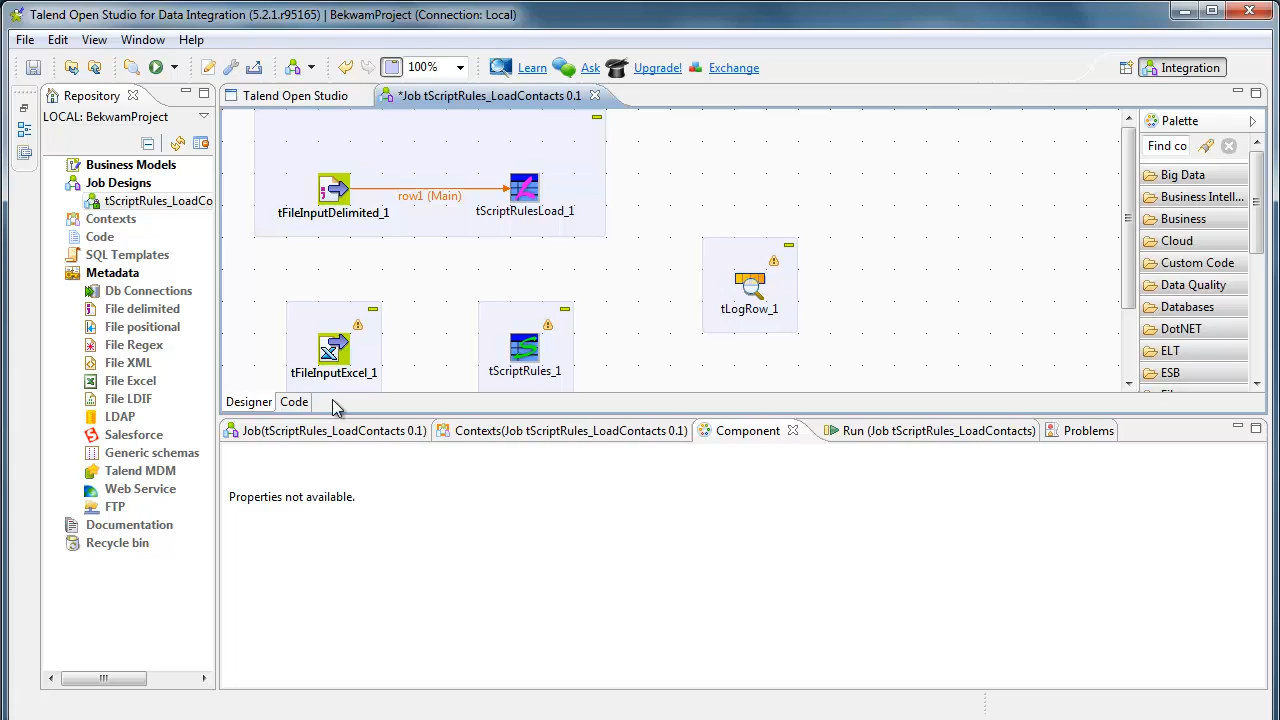 Talend Open Studio for Data Integration (5.2.1.r95165) | BekwamProject (Connection: Local)
File Edit View Window Help
100% Learn Ask Upgrade! Exchange Integration
Repository
LOCAL: BekwamProject
Business Models
Job Designs
tScriptRules_LoadCo
Contexts
Code
SQL Templates
Metadata
Db Connections
File delimited
File positional
File Regex
File XML
File Excel
File LDIF
LDAP
Salesforce
Generic schemas
Talend MDM
Web Service
FTP
Documentation
Recycle bin
Talend Open Studio *Job tScriptRules_LoadContacts 0.1
row1 (Main)
tFileInputDelimited_1 tScriptRulesLoad_1
tLogRow_1
tFileInputExcel_1 tScriptRules_1
Designer Code
Palette
Find co
Big Data
Business Intell...
Business
Cloud
Custom Code
Data Quality
Databases
DotNET
ELT
ESB
Job(tScriptRules_LoadContacts 0.1) Contexts(Job tScriptRules_LoadContacts 0.1) Component Run (Job tScriptRules_LoadContacts) Problems
Properties not available.